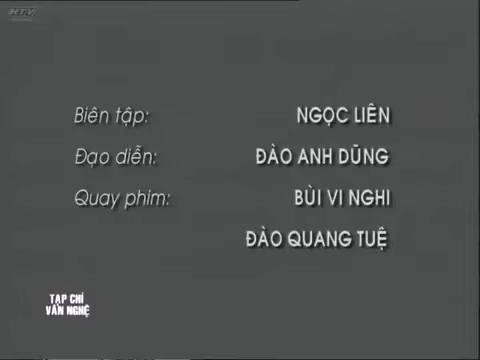 HTV
Biên tập: NGỌC LIÊN
Đạo diễn: ĐÀO ANH DŨNG
Quay phim: BÙI VI NGHI
ĐÀO QUANG TUỆ
TẠP CHÍ
VĂN NGHỆ